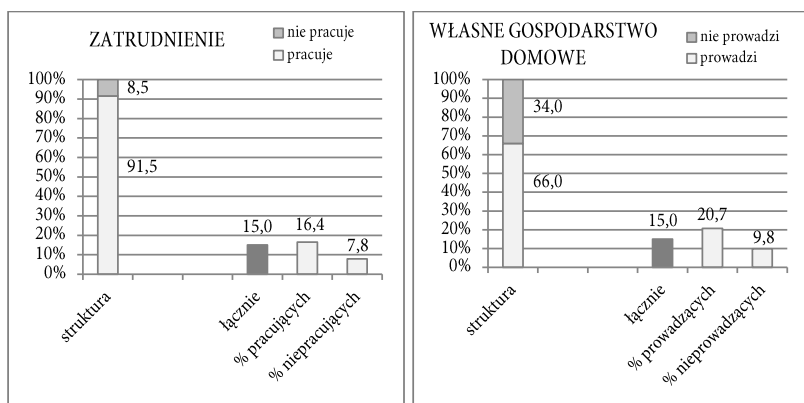 ZATRUDNIENIE
nie pracuje
pracuje
100%
90%
80%
70%
60%
50%
40%
30%
20%
10%
0%
8,5
91,5
15,0
16,4
7,8
struktura
łącznie
% pracujących
% niepracujących
WŁASNE GOSPODARSTWO
DOMOWE
nie prowadzi
prowadzi
100%
90%
80%
70%
60%
50%
40%
30%
20%
10%
0%
34,0
66,0
15,0
20,7
9,8
struktura
łącznie
% prowadzących
% nieprowadzących